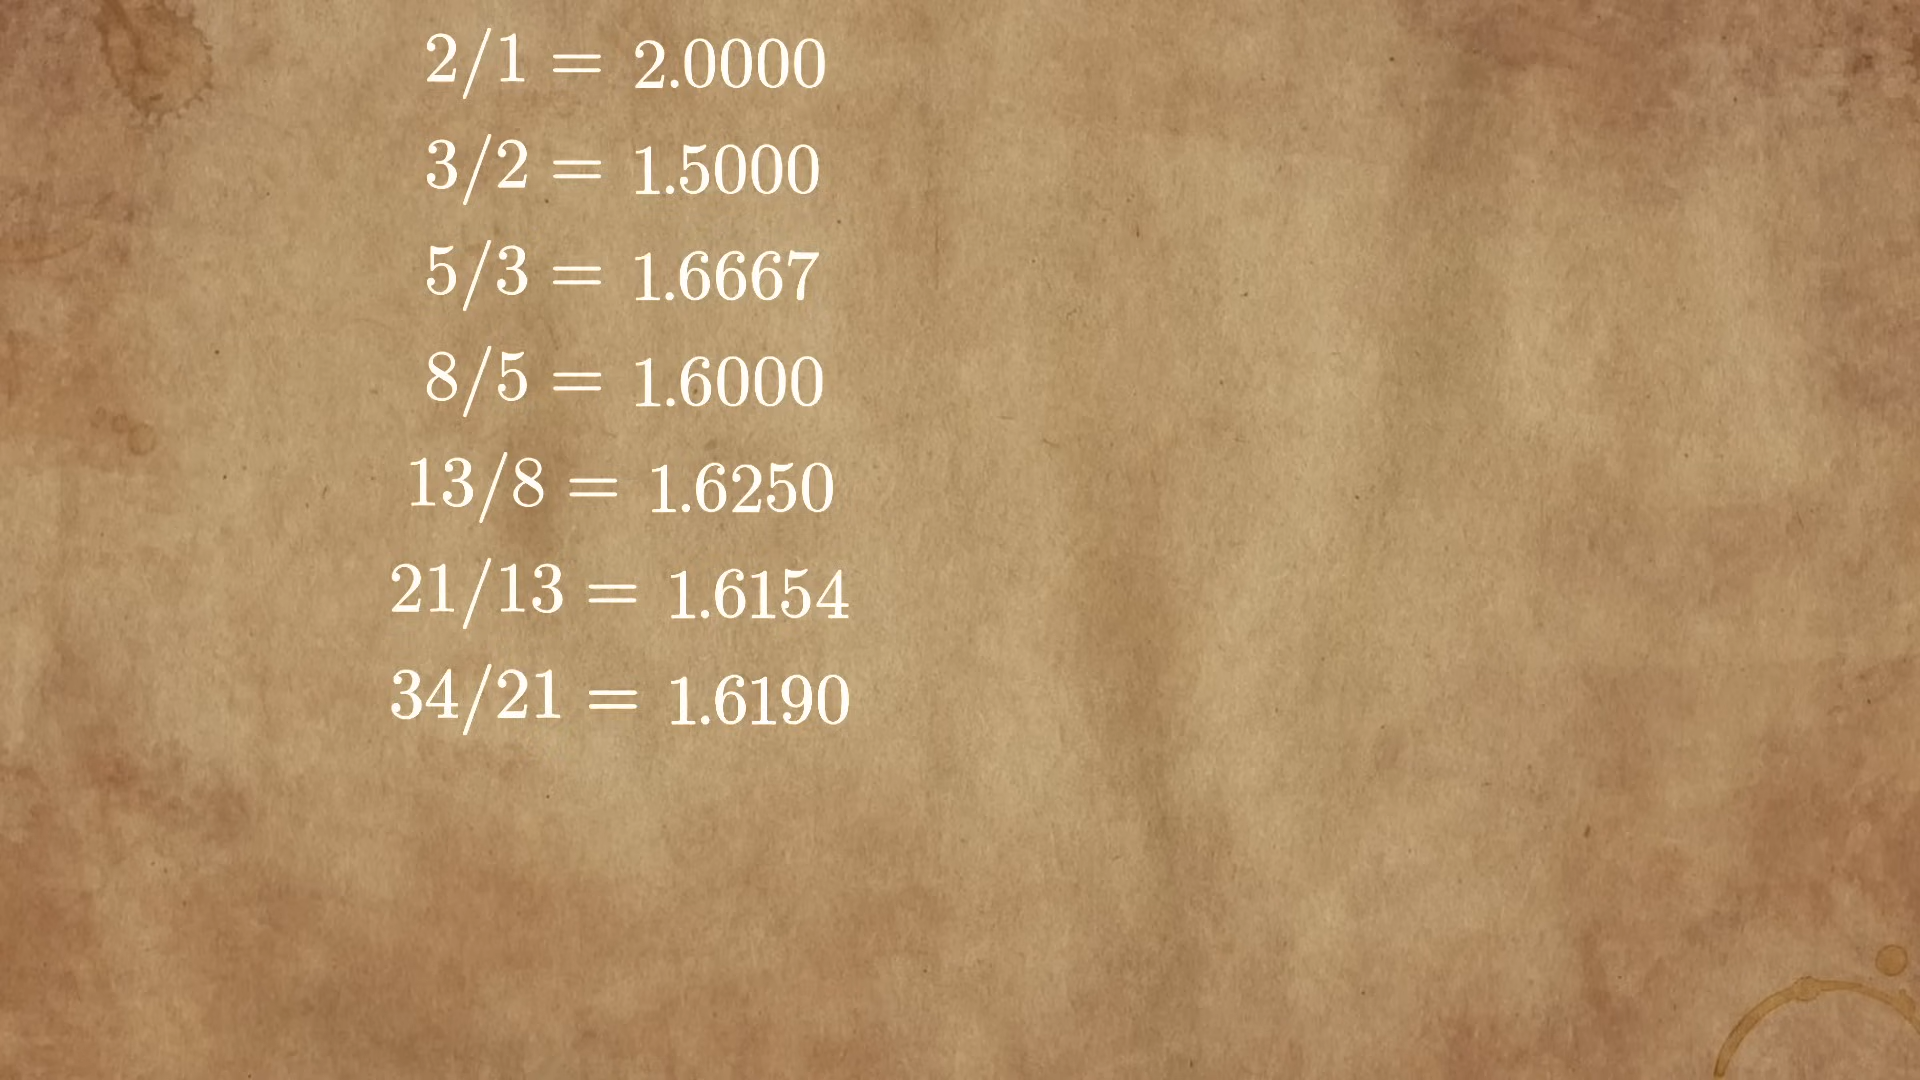 2/1 = 2.0000
3/2 = 1.5000
5/3 = 1.6667
8/5 = 1.6000
13/8 = 1.6250
21/13 = 1.6154
34/21 = 1.6190